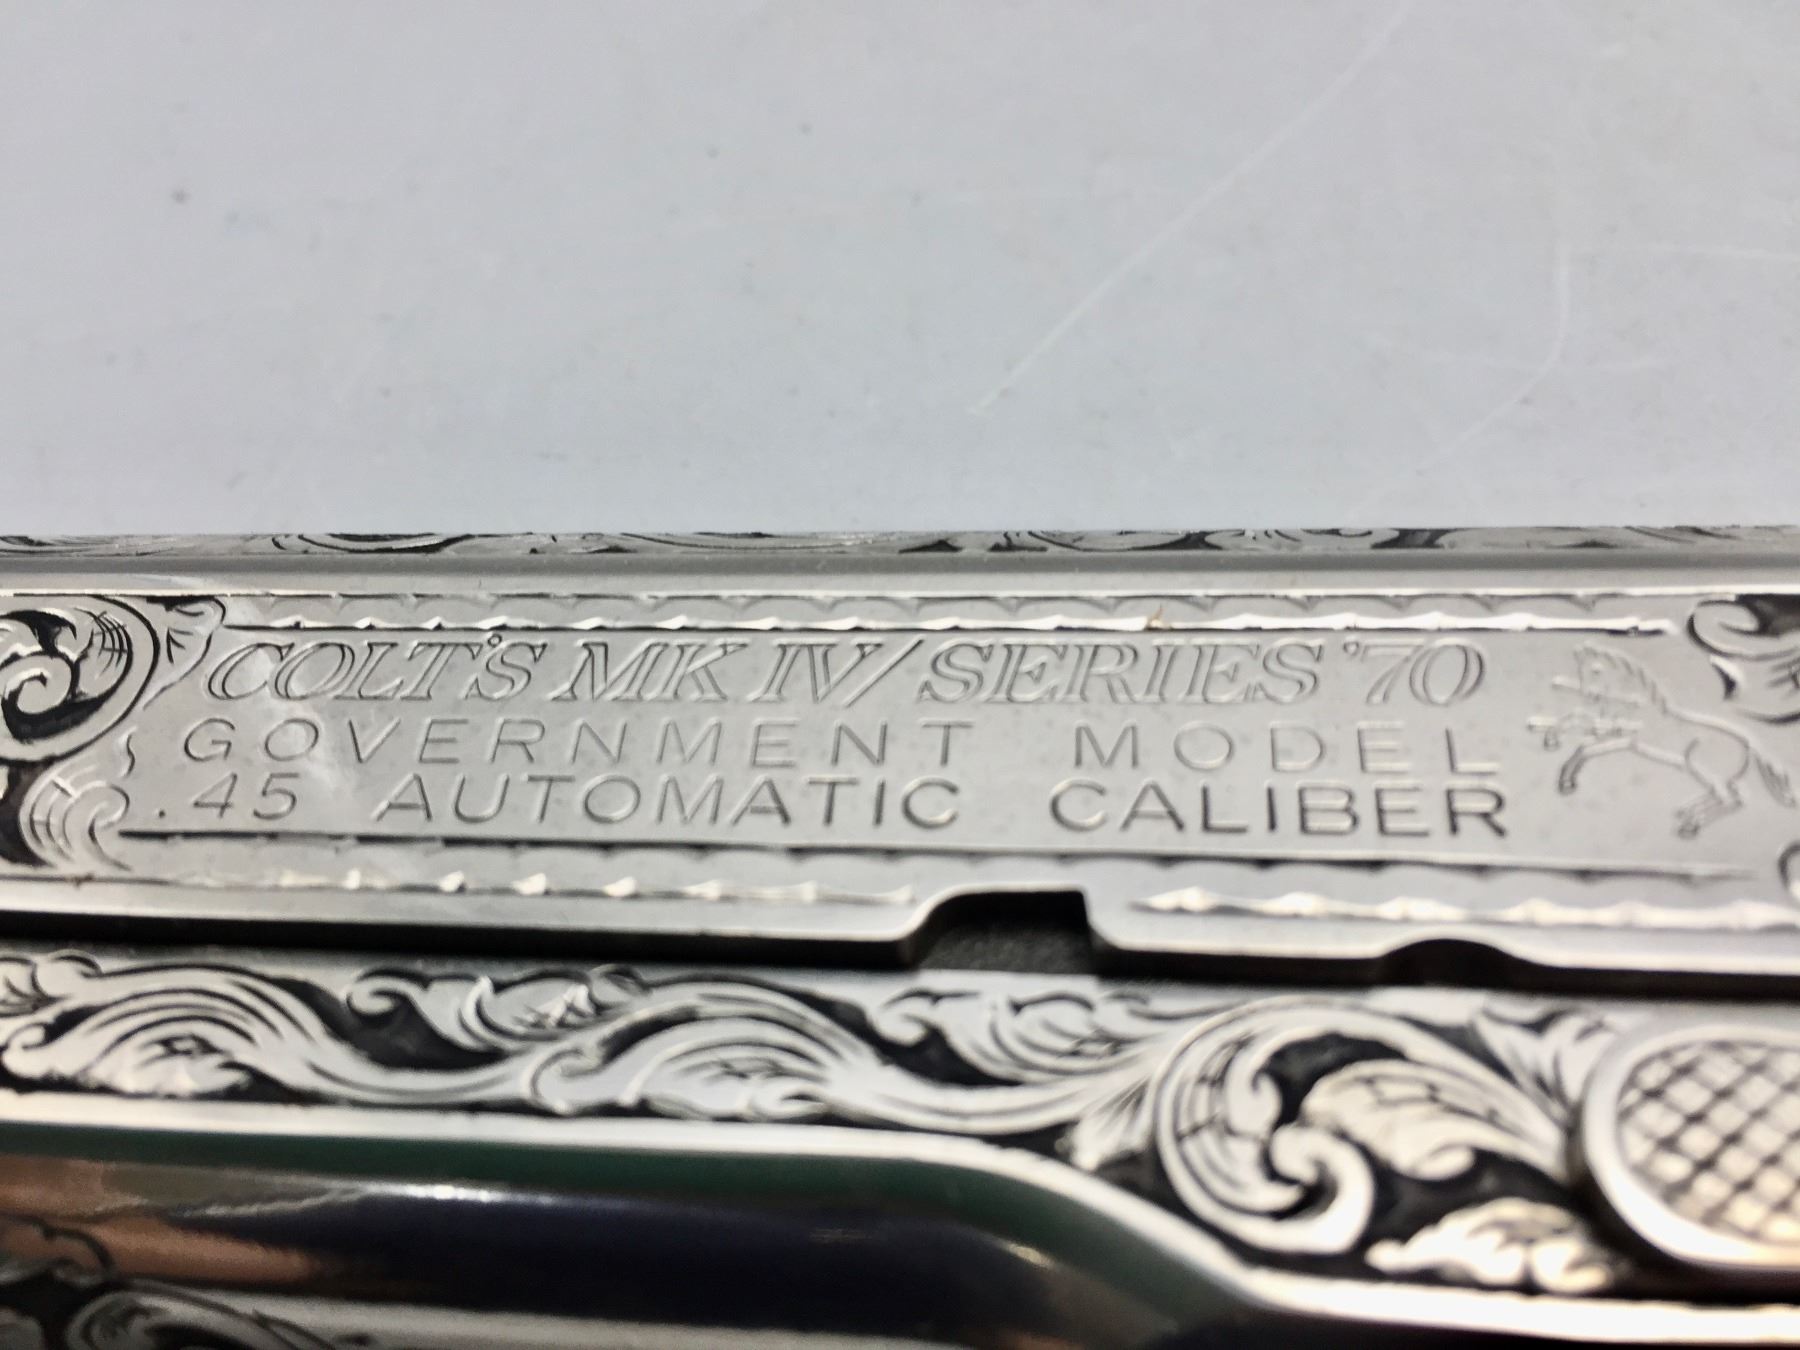 COLT'S MK IV/ SERIES '70
GOVERNMENT MODEL
.45 AUTOMATIC CALIBER